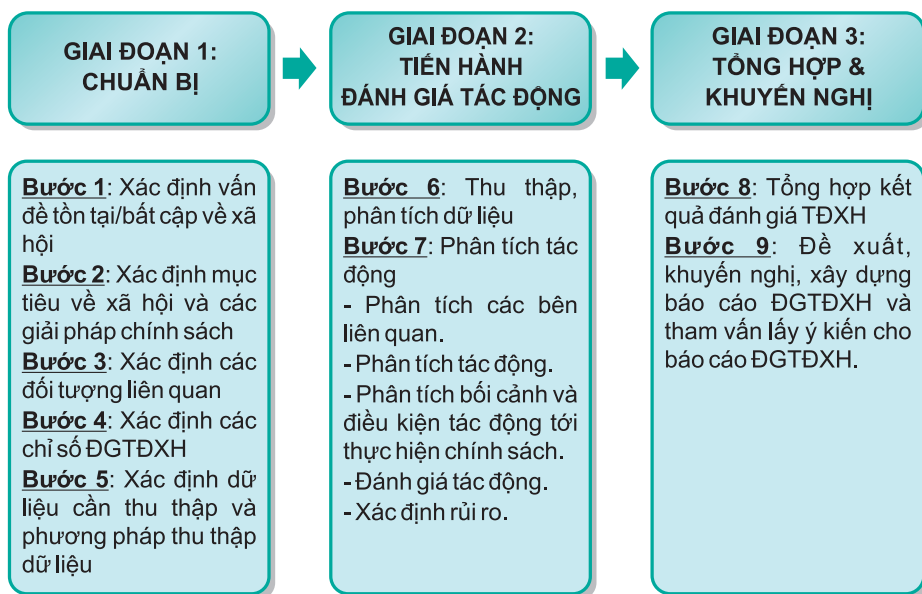 GIAI ĐOẠN 1:
CHUẨN BỊ
GIAI ĐOẠN 2:
TIẾN HÀNH
ĐÁNH GIÁ TÁC ĐỘNG
GIAI ĐOẠN 3:
TỔNG HỢP &
KHUYẾN NGHỊ
Bước 1: Xác định vấn
đề tồn tại/bất cập về xã
hội
Bước 2: Xác định mục
tiêu về xã hội và các
giải pháp chính sách
Bước 3: Xác định các
đối tượng liên quan
Bước 4: Xác định các
chỉ số ĐGTĐXH
Bước 5: Xác định dữ
liệu cần thu thập và
phương pháp thu thập
dữ liệu
Bước 6: Thu thập,
phân tích dữ liệu
Bước 7: Phân tích tác
động
- Phân tích các bên
liên quan.
- Phân tích tác động.
- Phân tích bối cảnh và
điều kiện tác động tới
thực hiện chính sách.
- Đánh giá tác động.
- Xác định rủi ro.
Bước 8: Tổng hợp kết
quả đánh giá TĐXH
Bước 9: Đề xuất,
khuyến nghị, xây dựng
báo cáo ĐGTĐXH và
tham vấn lấy ý kiến cho
báo cáo ĐGTĐXH.